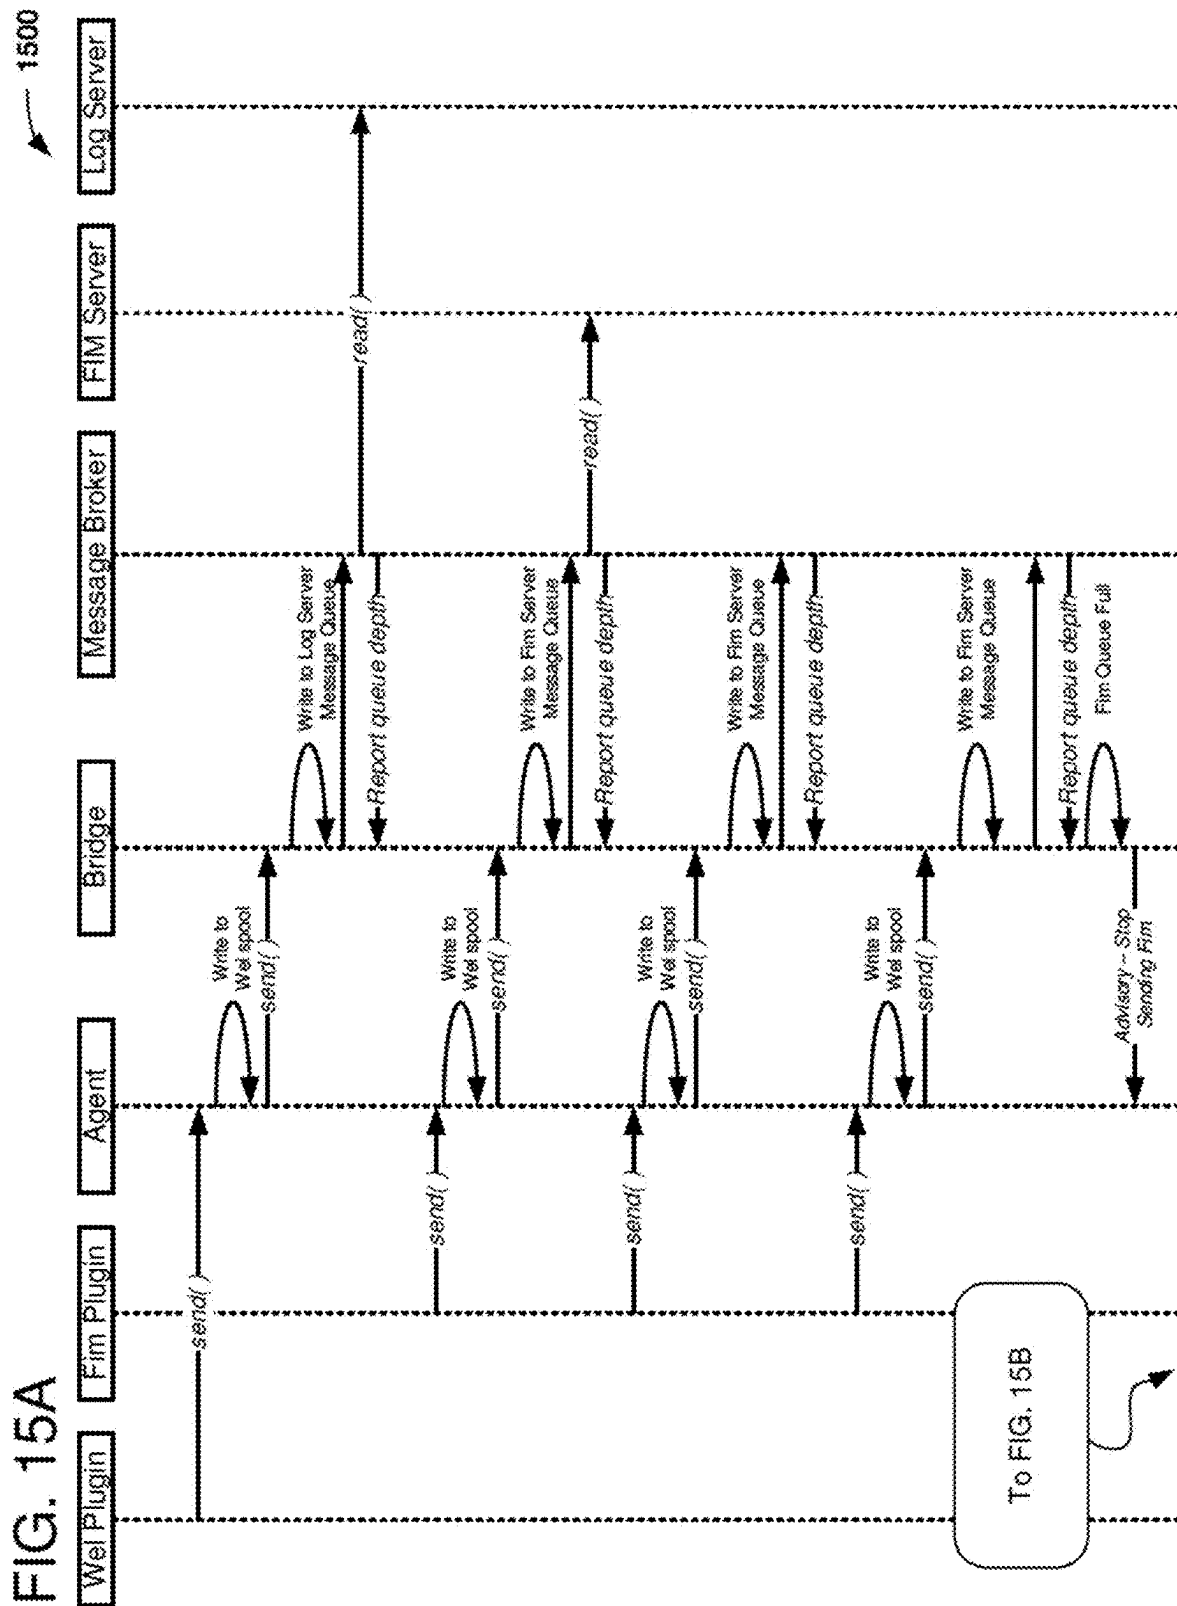 FIG. 15A
1500
Wel Plugin
Fim Plugin
Agent
Bridge
Message Broker
FIM Server
Log Server
send( )
Write to
Wel spool
send( )
Write to Log Server
Message Queue
read( )
Report queue depth
send( )
Write to
Wel spool
send( )
Write to Fim Server
Message Queue
read( )
Report queue depth
send( )
Write to
Wel spool
send( )
Write to Fim Server
Message Queue
Report queue depth
send( )
Write to
Wel spool
send( )
Write to Fim Server
Message Queue
Report queue depth
Fim Queue Full
Advisory – Stop
Sending Fim
To FIG. 15B